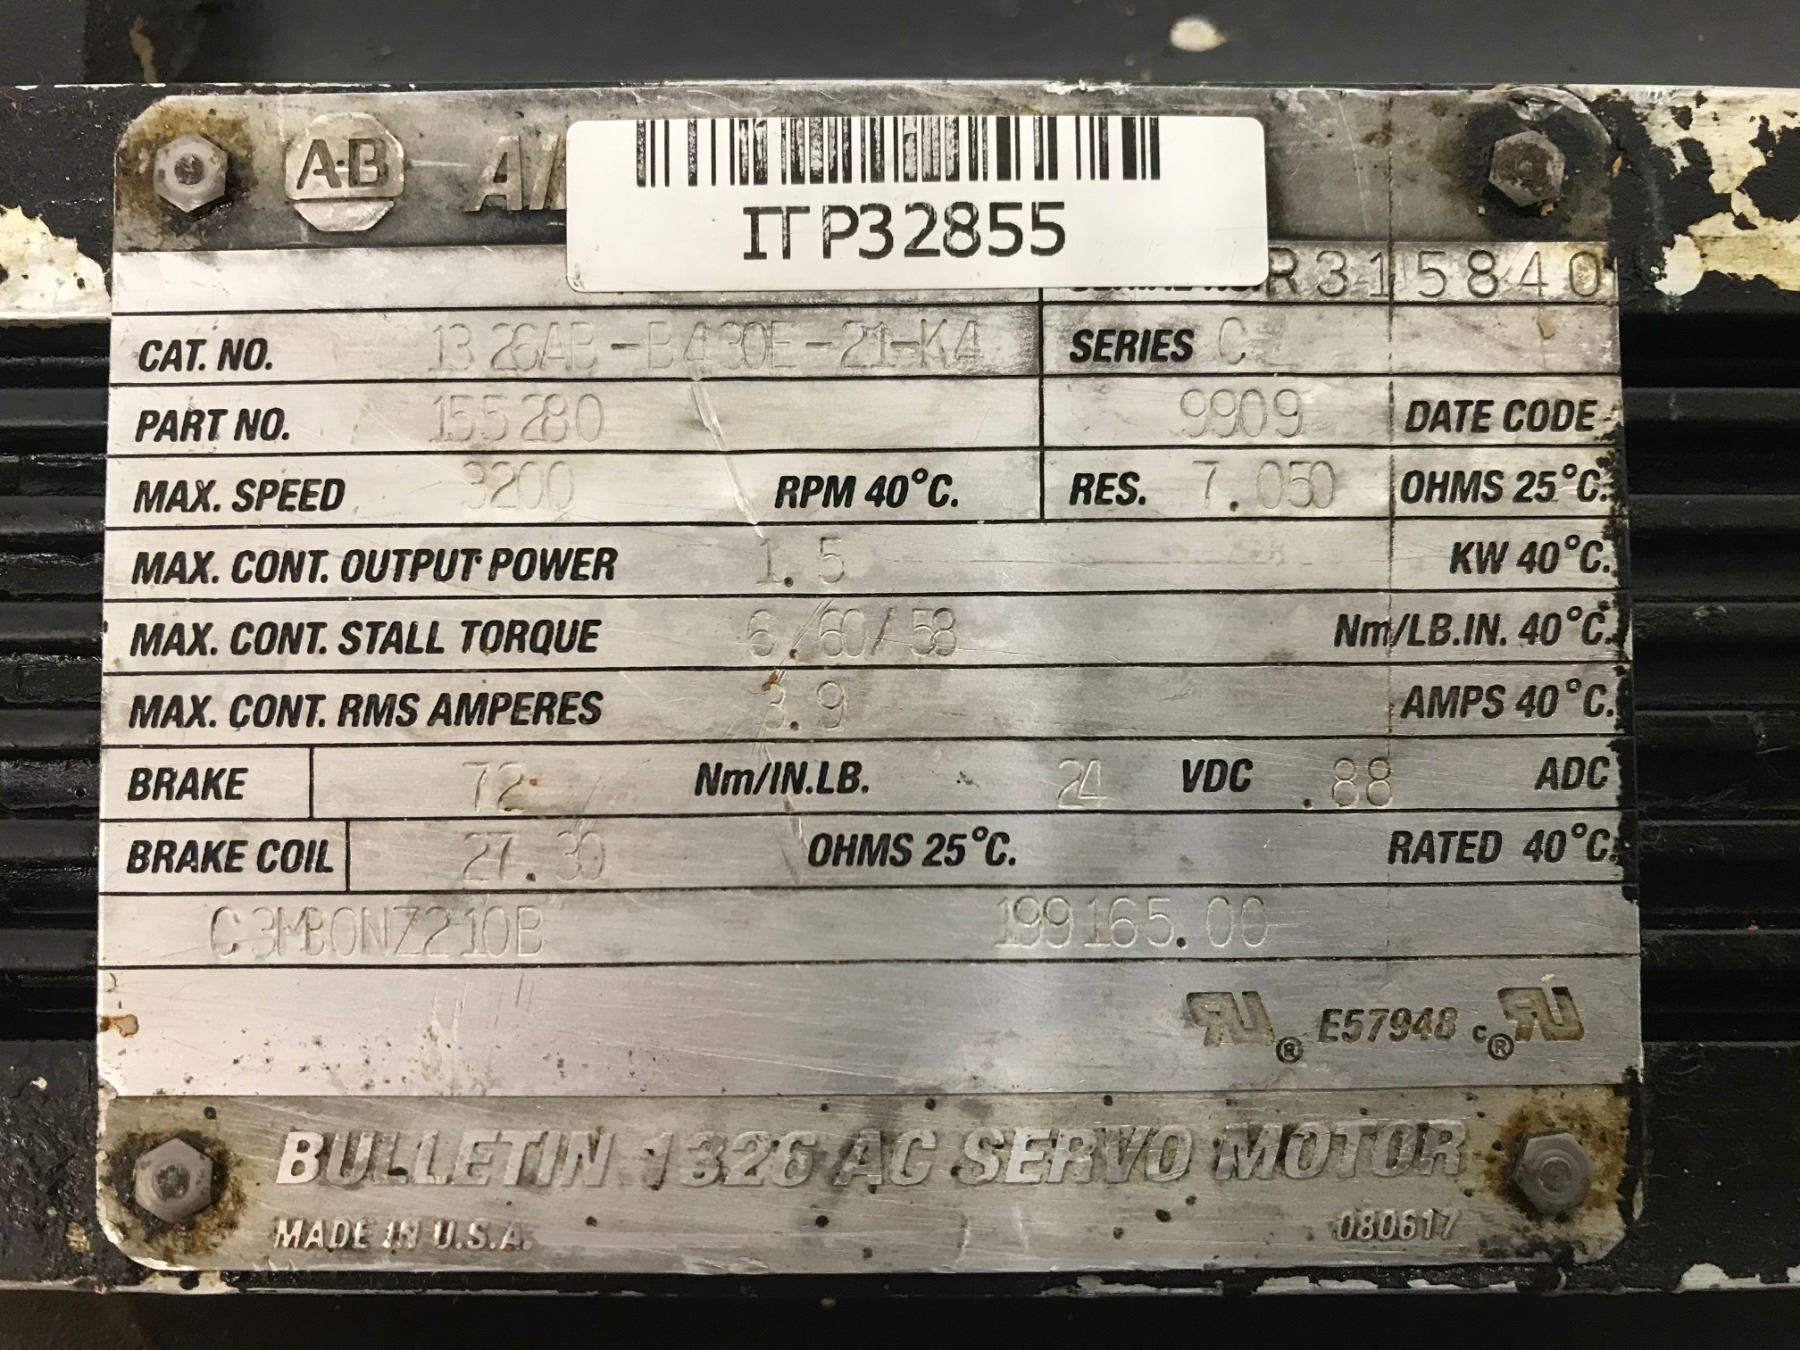 A-B
ITP32855
R315840
CAT. NO. 1326AB-B430E-21-K4 SERIES C
PART NO. 155280 9909 DATE CODE
MAX. SPEED 3200 RPM 40°C. RES. 7.050 OHMS 25°C.
MAX. CONT. OUTPUT POWER 1.5 KW 40°C.
MAX. CONT. STALL TORQUE 6.60/58 Nm/LB.IN. 40°C.
MAX. CONT. RMS AMPERES 3.9 AMPS 40°C.
BRAKE 72 Nm/IN.LB. 24 VDC .88 ADC
BRAKE COIL 27.30 OHMS 25°C. RATED 40°C.
199165.00
UR® E57948 c®UR
BULLETIN 1326 AC SERVO MOTOR
MADE IN U.S.A. 080617